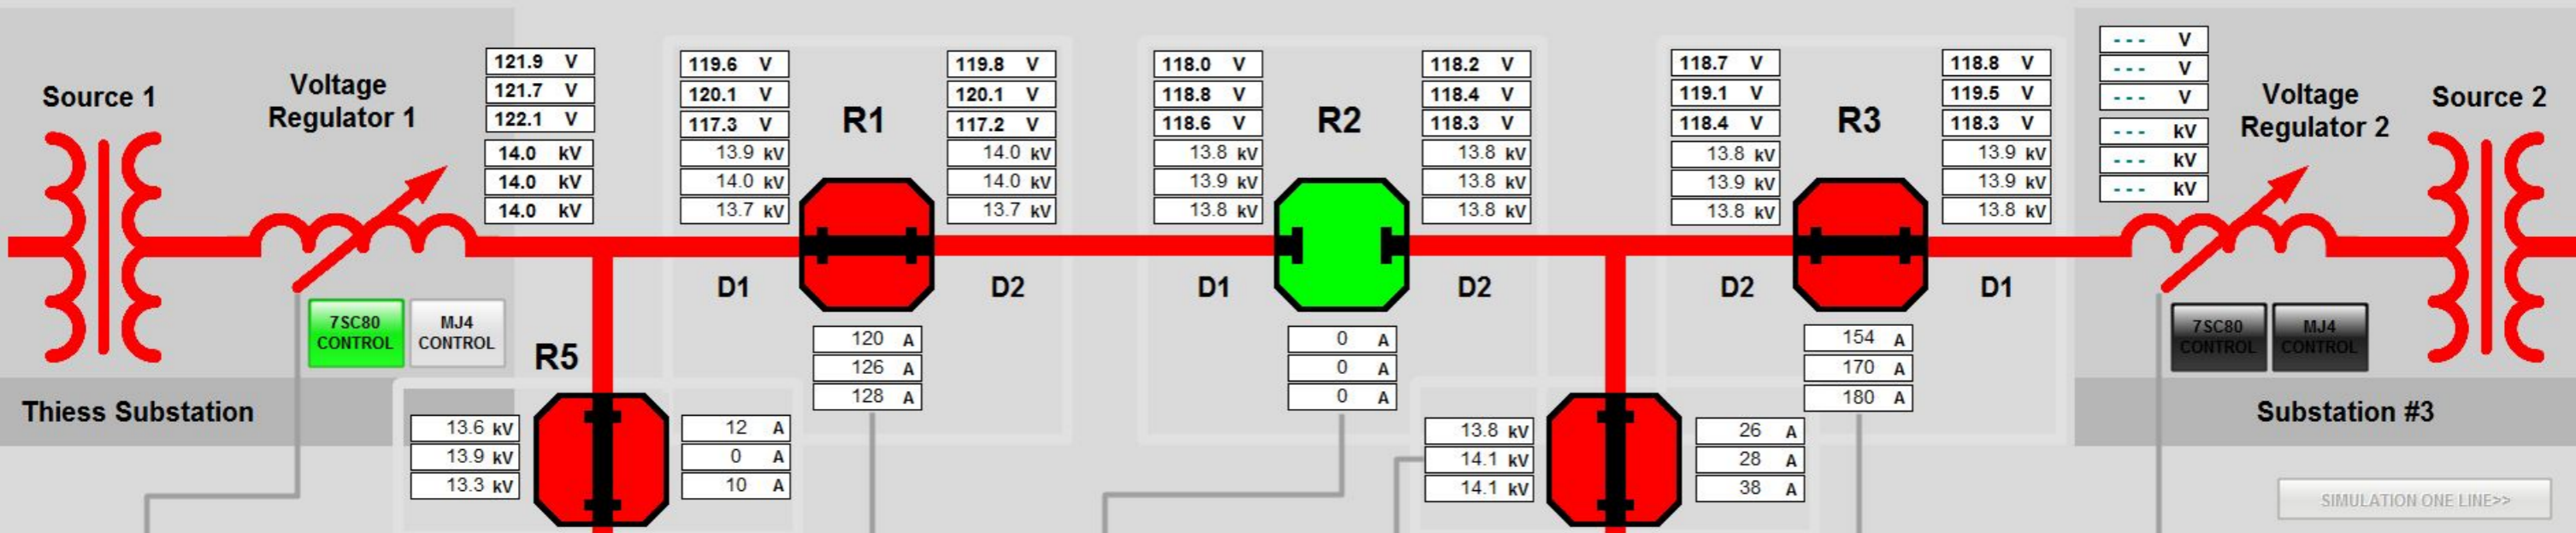 Source 1
Voltage
Regulator 1
121.9 V
121.7 V
122.1 V
14.0 kV
14.0 kV
14.0 kV
7SC80
CONTROL
MJ4
CONTROL
Thiess Substation
R5
13.6 kV
13.9 kV
13.3 kV
12 A
0 A
10 A
119.6 V
120.1 V
117.3 V
13.9 kV
14.0 kV
13.7 kV
R1
119.8 V
120.1 V
117.2 V
14.0 kV
14.0 kV
13.7 kV
D1
D2
120 A
126 A
128 A
118.0 V
118.8 V
118.6 V
13.8 kV
13.9 kV
13.8 kV
R2
118.2 V
118.4 V
118.3 V
13.8 kV
13.8 kV
13.8 kV
D1
D2
0 A
0 A
0 A
13.8 kV
14.1 kV
14.1 kV
26 A
28 A
38 A
118.7 V
119.1 V
118.4 V
13.8 kV
13.9 kV
13.8 kV
R3
118.8 V
119.5 V
118.3 V
13.9 kV
13.9 kV
13.8 kV
D2
D1
154 A
170 A
180 A
--- V
--- V
--- V
--- kV
--- kV
--- kV
Voltage
Regulator 2
Source 2
7SC80
CONTROL
MJ4
CONTROL
Substation #3
SIMULATION ONE LINE>>